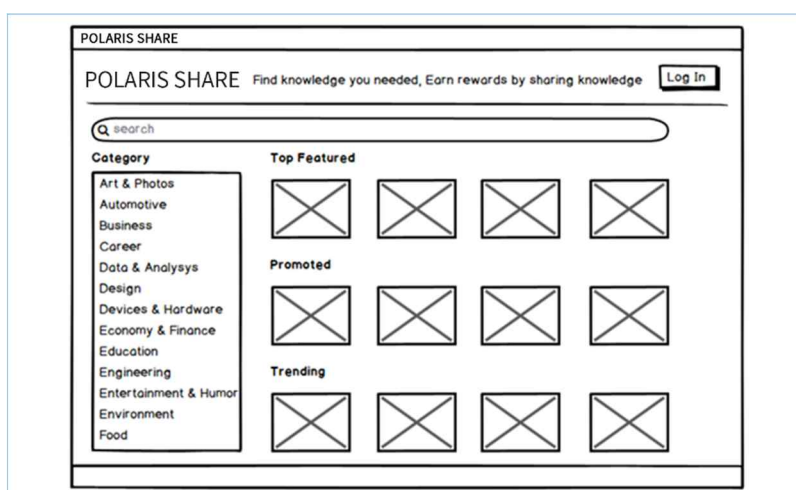 POLARIS SHARE
POLARIS SHARE Find knowledge you needed, Earn rewards by sharing knowledge Log In
search
Category
Art & Photos
Automotive
Business
Career
Data & Analysys
Design
Devices & Hardware
Economy & Finance
Education
Engineering
Entertainment & Humor
Environment
Food
Top Featured
Promoted
Trending